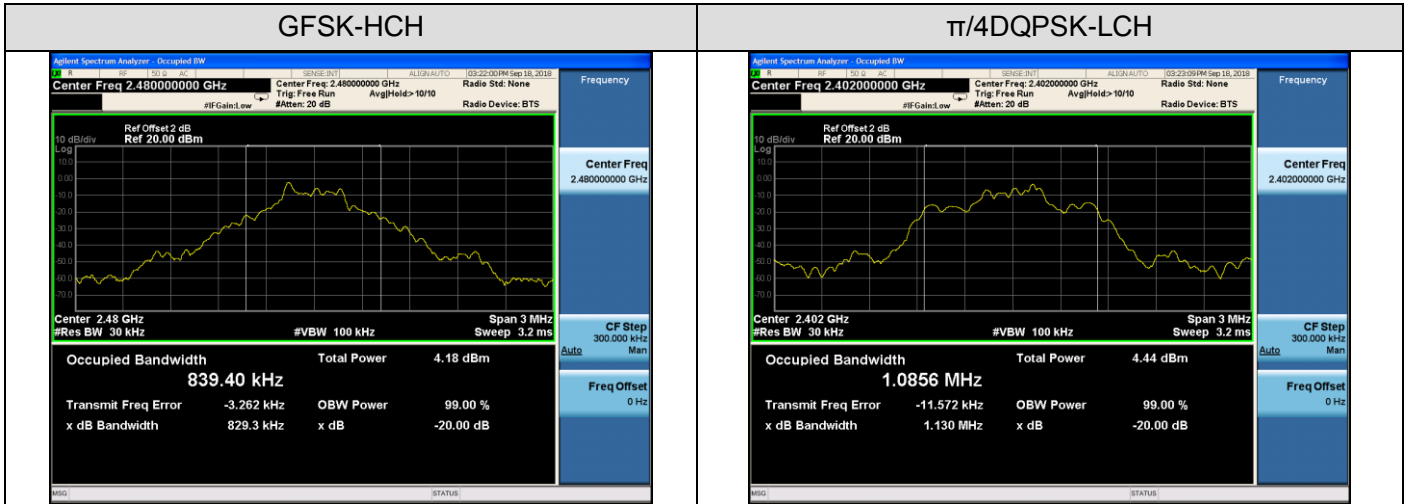 GFSK-HCH
Agilent Spectrum Analyzer - Occupied BW
R RF 50 Ω AC SENSE:INT ALIGN AUTO 03:22:00 PM Sep 18, 2018
Center Freq 2.480000000 GHz
Center Freq: 2.480000000 GHz Radio Std: None
Trig: Free Run Avg|Hold:> 10/10
#IFGain:Low #Atten: 20 dB Radio Device: BTS
Ref Offset 2 dB
10 dB/div Ref 20.00 dBm
Log
10.0
0.00
-10.0
-20.0
-30.0
-40.0
-50.0
-60.0
-70.0
Center 2.48 GHz Span 3 MHz
#Res BW 30 kHz #VBW 100 kHz Sweep 3.2 ms
Occupied Bandwidth Total Power 4.18 dBm
839.40 kHz
Transmit Freq Error -3.262 kHz OBW Power 99.00 %
x dB Bandwidth 829.3 kHz x dB -20.00 dB
MSG STATUS
Frequency
Center Freq
2.480000000 GHz
CF Step
300.000 kHz
Auto Man
Freq Offset
0 Hz
π/4DQPSK-LCH
Agilent Spectrum Analyzer - Occupied BW
R RF 50 Ω AC SENSE:INT ALIGN AUTO 03:23:09 PM Sep 18, 2018
Center Freq 2.402000000 GHz
Center Freq: 2.402000000 GHz Radio Std: None
Trig: Free Run Avg|Hold:> 10/10
#IFGain:Low #Atten: 20 dB Radio Device: BTS
Ref Offset 2 dB
10 dB/div Ref 20.00 dBm
Log
10.0
0.00
-10.0
-20.0
-30.0
-40.0
-50.0
-60.0
-70.0
Center 2.402 GHz Span 3 MHz
#Res BW 30 kHz #VBW 100 kHz Sweep 3.2 ms
Occupied Bandwidth Total Power 4.44 dBm
1.0856 MHz
Transmit Freq Error -11.572 kHz OBW Power 99.00 %
x dB Bandwidth 1.130 MHz x dB -20.00 dB
MSG STATUS
Frequency
Center Freq
2.402000000 GHz
CF Step
300.000 kHz
Auto Man
Freq Offset
0 Hz